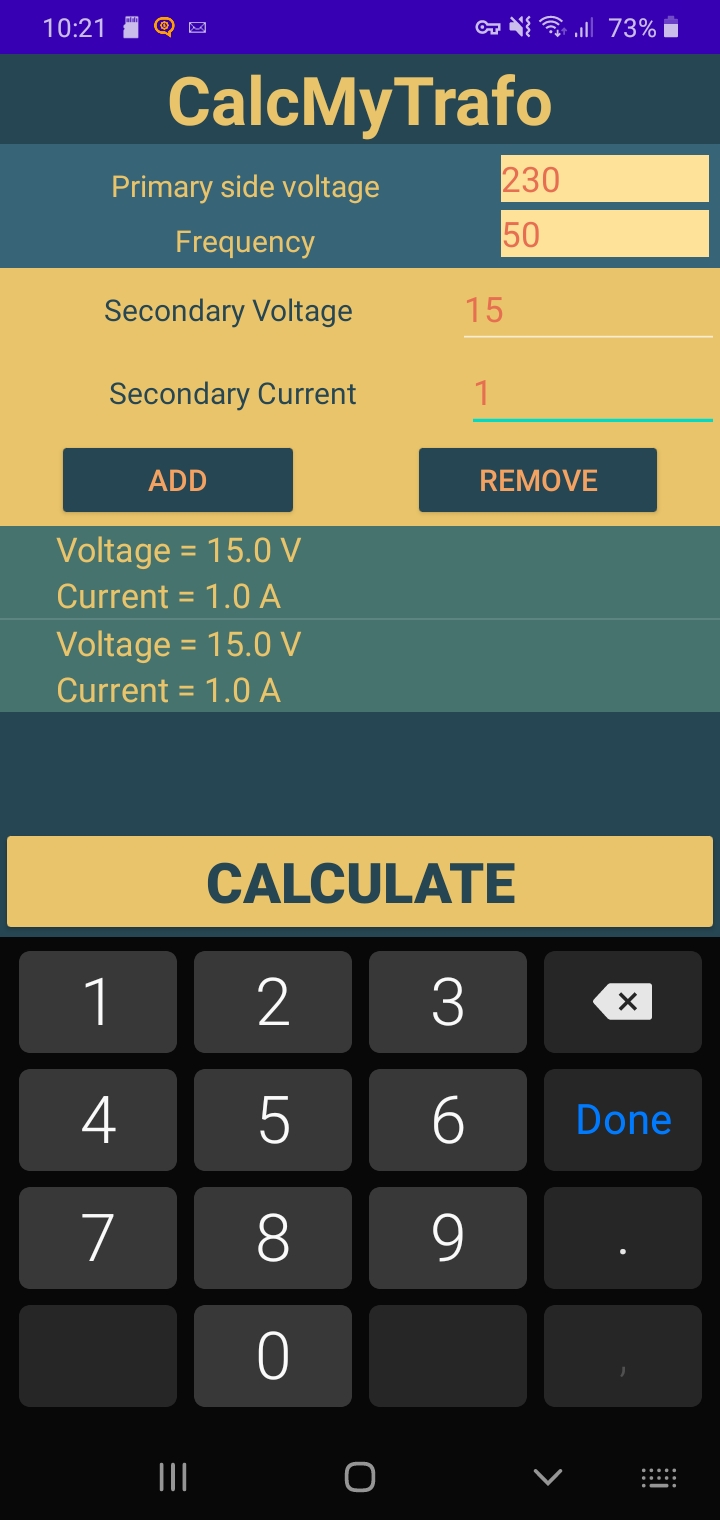 10:21 73%
CalcMyTrafo
Primary side voltage 230
Frequency 50
Secondary Voltage 15
Secondary Current 1
ADD REMOVE
Voltage = 15.0 V
Current = 1.0 A
Voltage = 15.0 V
Current = 1.0 A
CALCULATE
1 2 3
4 5 6 Done
7 8 9 .
0 ,